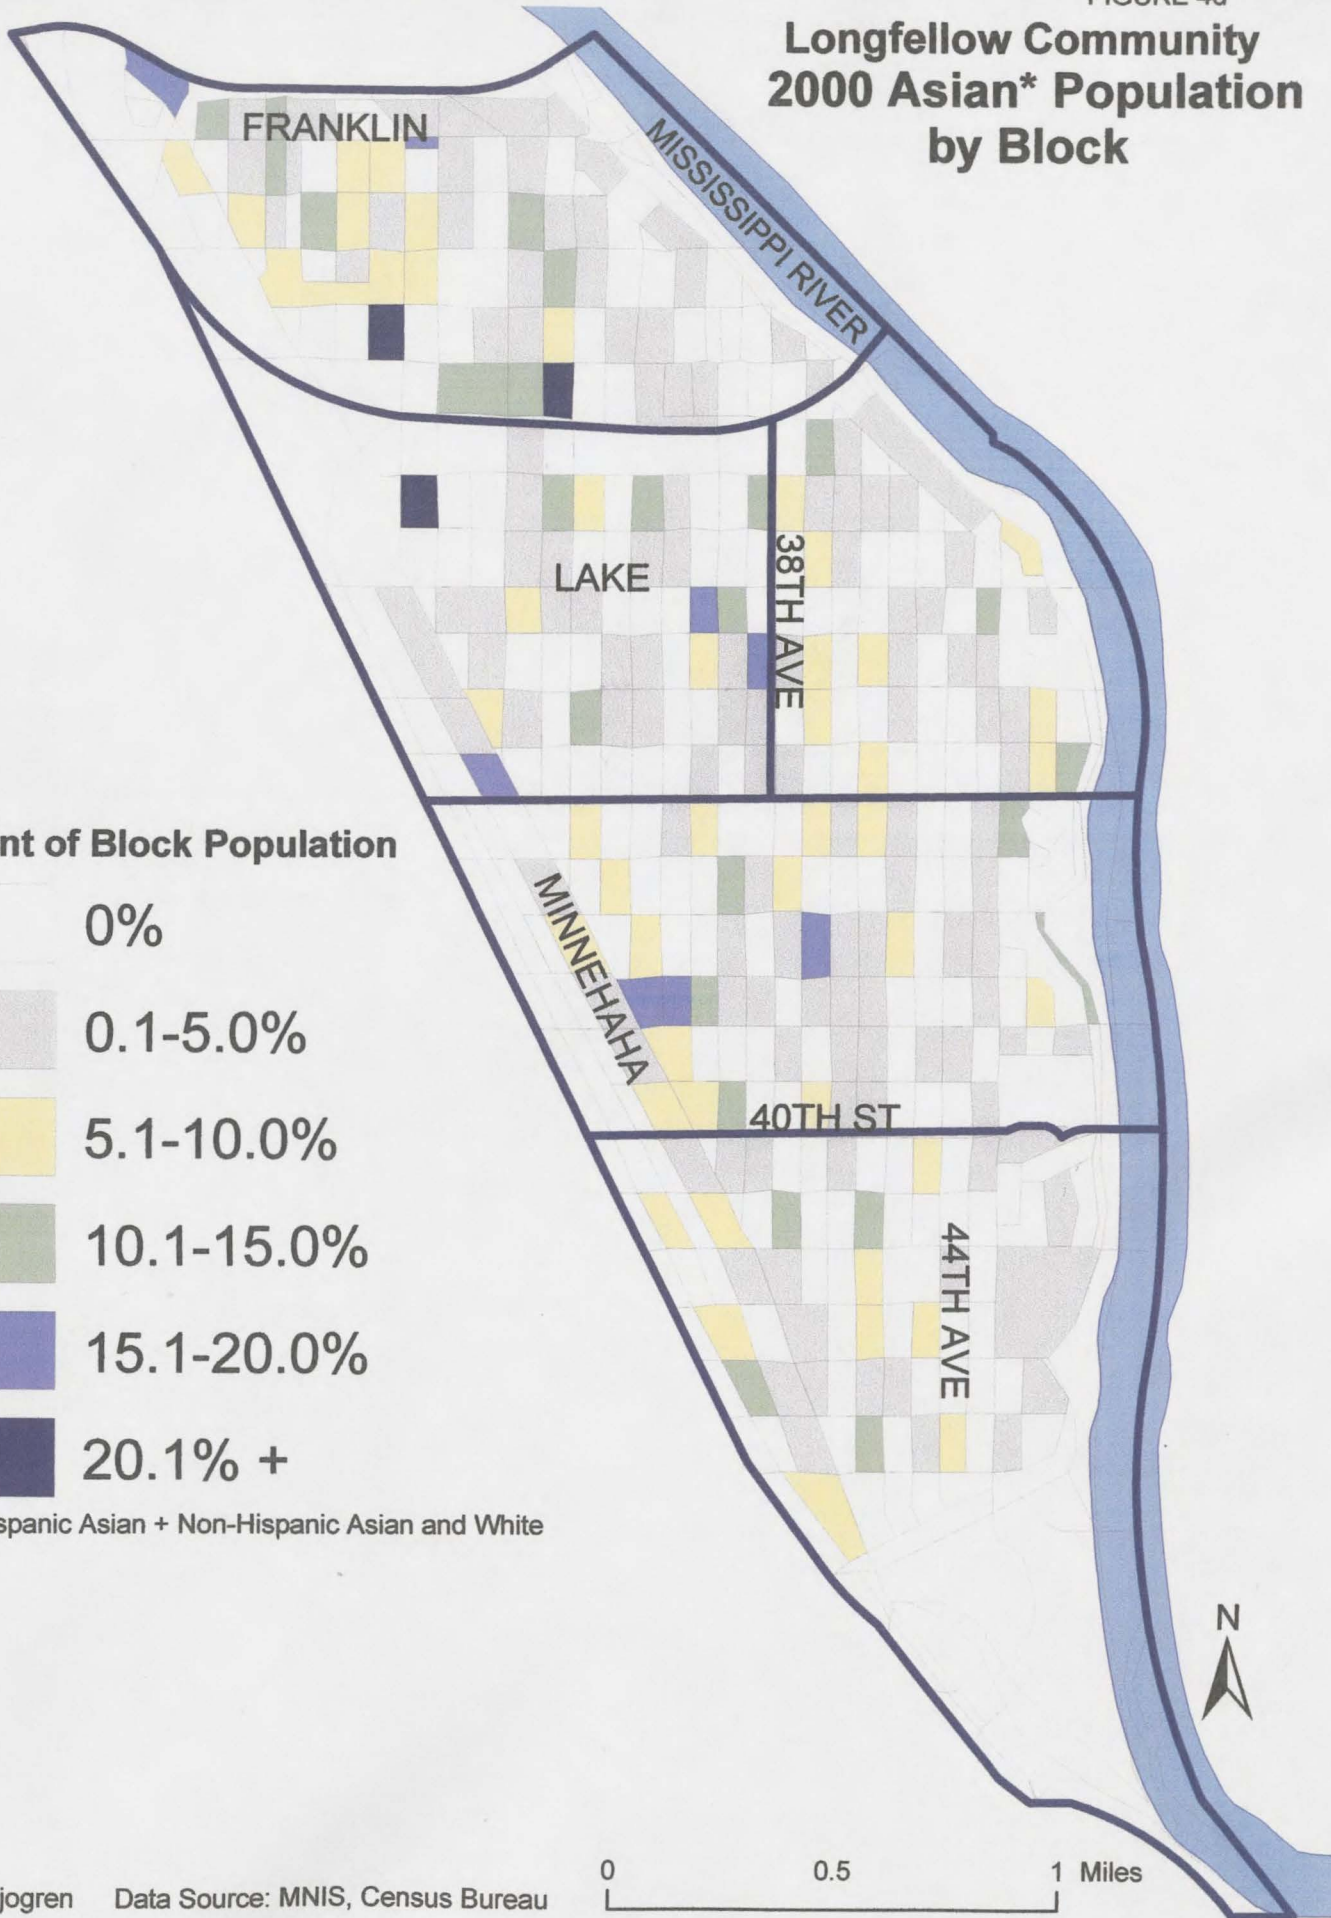 Longfellow Community
2000 Asian* Population
by Block
FRANKLIN
MISSISSIPPI RIVER
LAKE
38TH AVE
nt of Block Population
0%
0.1-5.0%
5.1-10.0%
10.1-15.0%
15.1-20.0%
20.1% +
spanic Asian + Non-Hispanic Asian and White
MINNEHAHA
40TH ST
44TH AVE
N
0 0.5 1 Miles
jogren Data Source: MNIS, Census Bureau